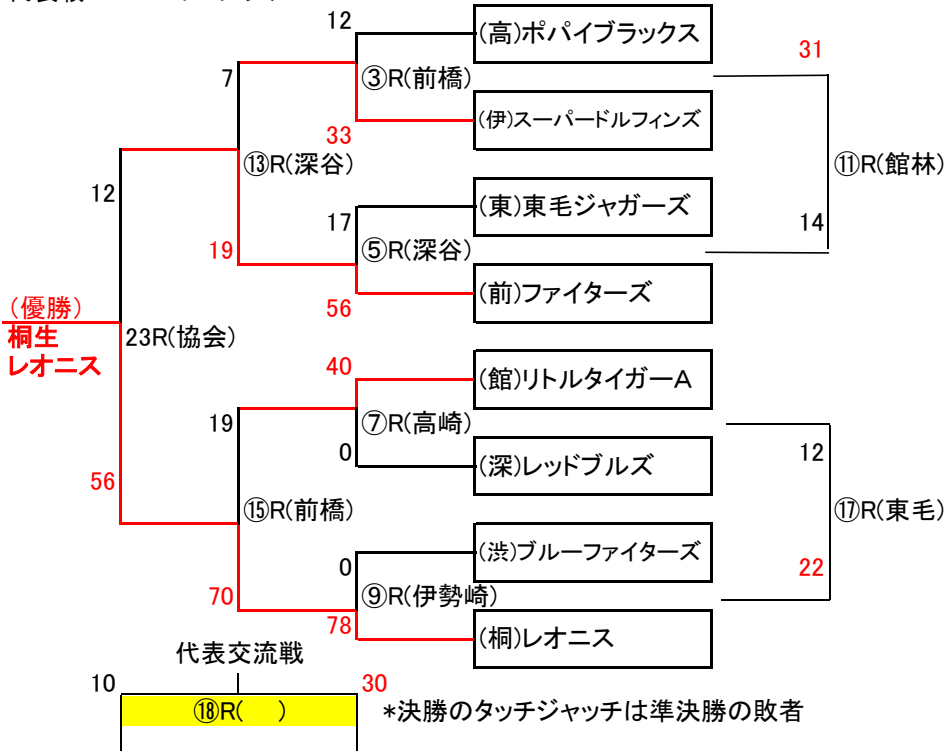 12
(高)ポパイブラックス
31
7
③R(前橋)
(伊)スーパードルフィンズ
33
⑬R(深谷)
⑪R(館林)
12
17
(東)東毛ジャガーズ
14
19
⑤R(深谷)
56
(前)ファイターズ
(優勝)
桐生
レオニス
23R(協会)
40
(館)リトルタイガーA
19
⑦R(高崎)
0
(深)レッドブルズ
12
56
⑮R(前橋)
⑰R(東毛)
0
(渋)ブルーファイターズ
22
70
⑨R(伊勢崎)
78
(桐)レオニス
代表交流戦
10
30
⑱R(　)
*決勝のタッチジャッチは準決勝の敗者